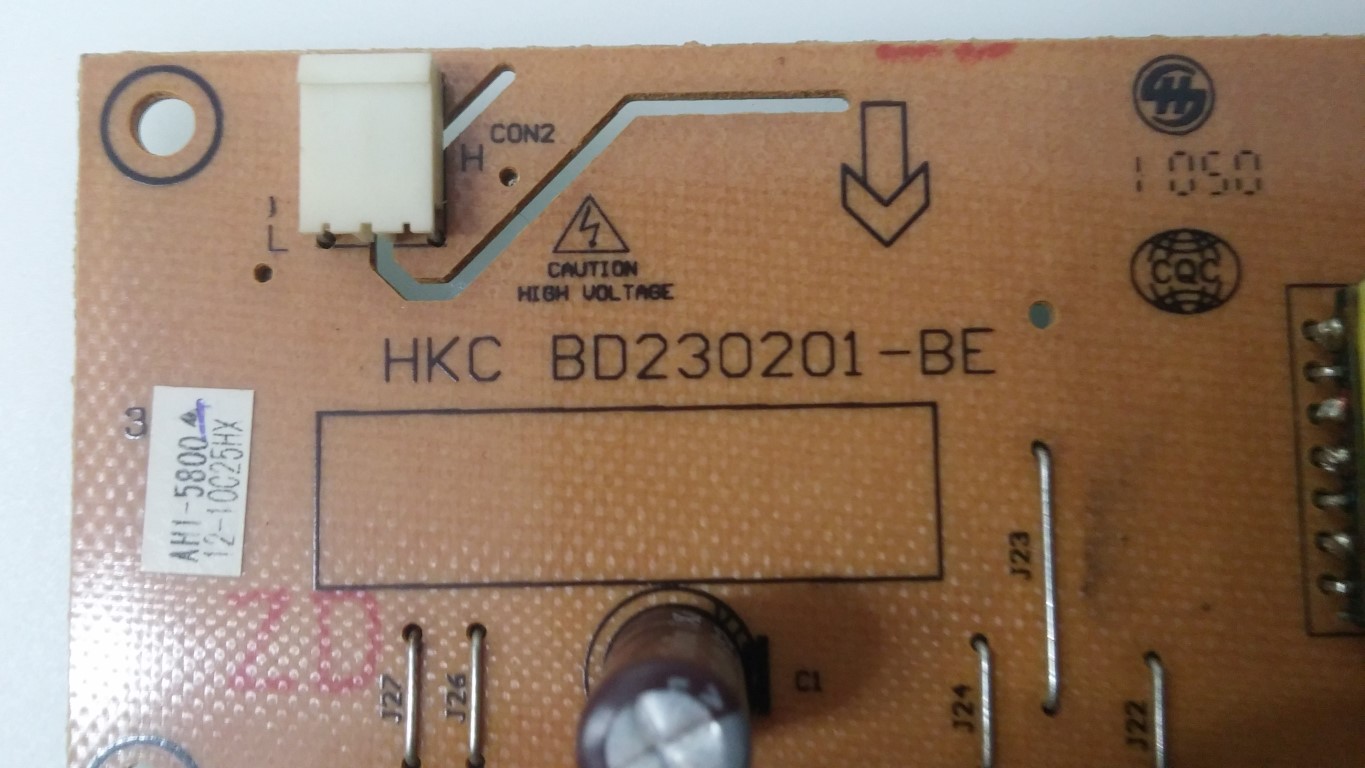 CON2
H
1050
L
CAUTION
HIGH VOLTAGE
CQC
HKC BD230201-BE
3
AH1-5800
12-10C25HX
J23
ZD
J27
J26
C1
J24
J22